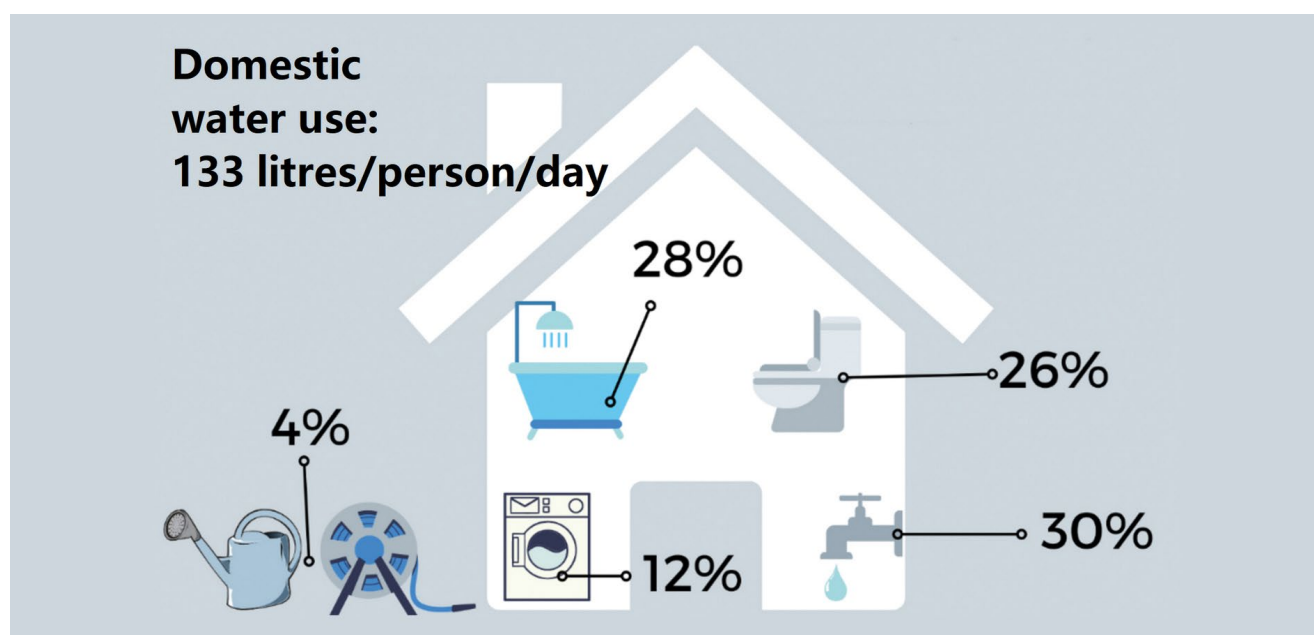 Domestic
water use:
133 litres/person/day
28%
26%
4%
30%
12%